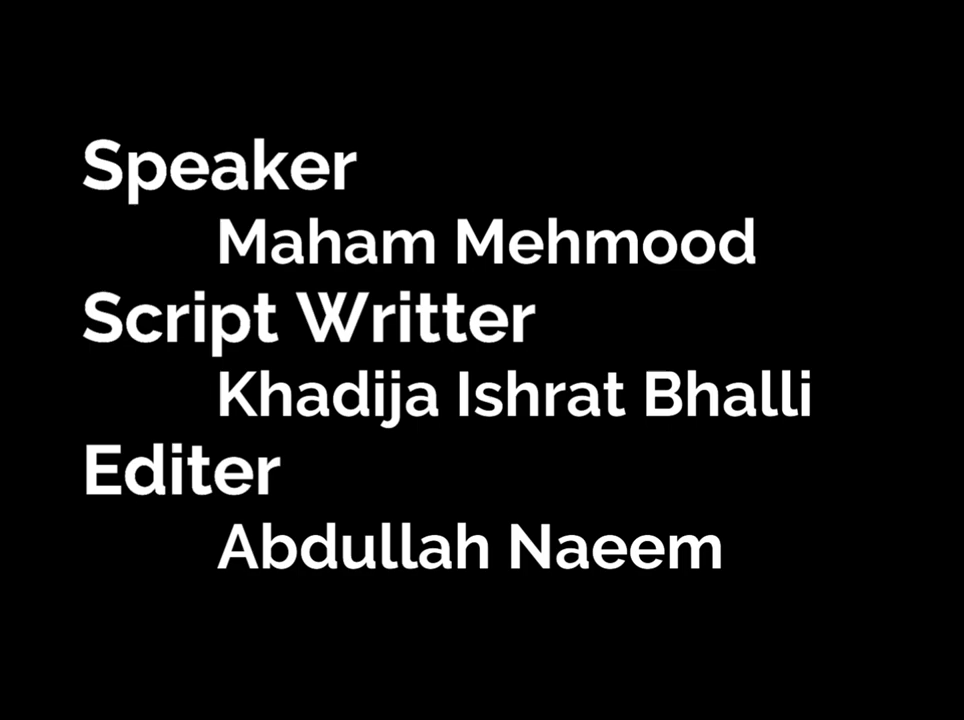 Speaker
Maham Mehmood
Script Writter
Khadija Ishrat Bhalli
Editer
Abdullah Naeem